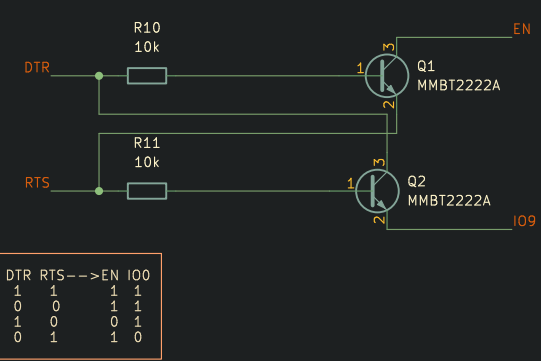 R10
10k
EN
DTR
1
3
Q1
MMBT2222A
2
R11
10k
RTS
1
3
Q2
MMBT2222A
2
IO9
DTR RTS-->EN IO0
1 1 1 1
0 0 1 1
1 0 0 1
0 1 1 0